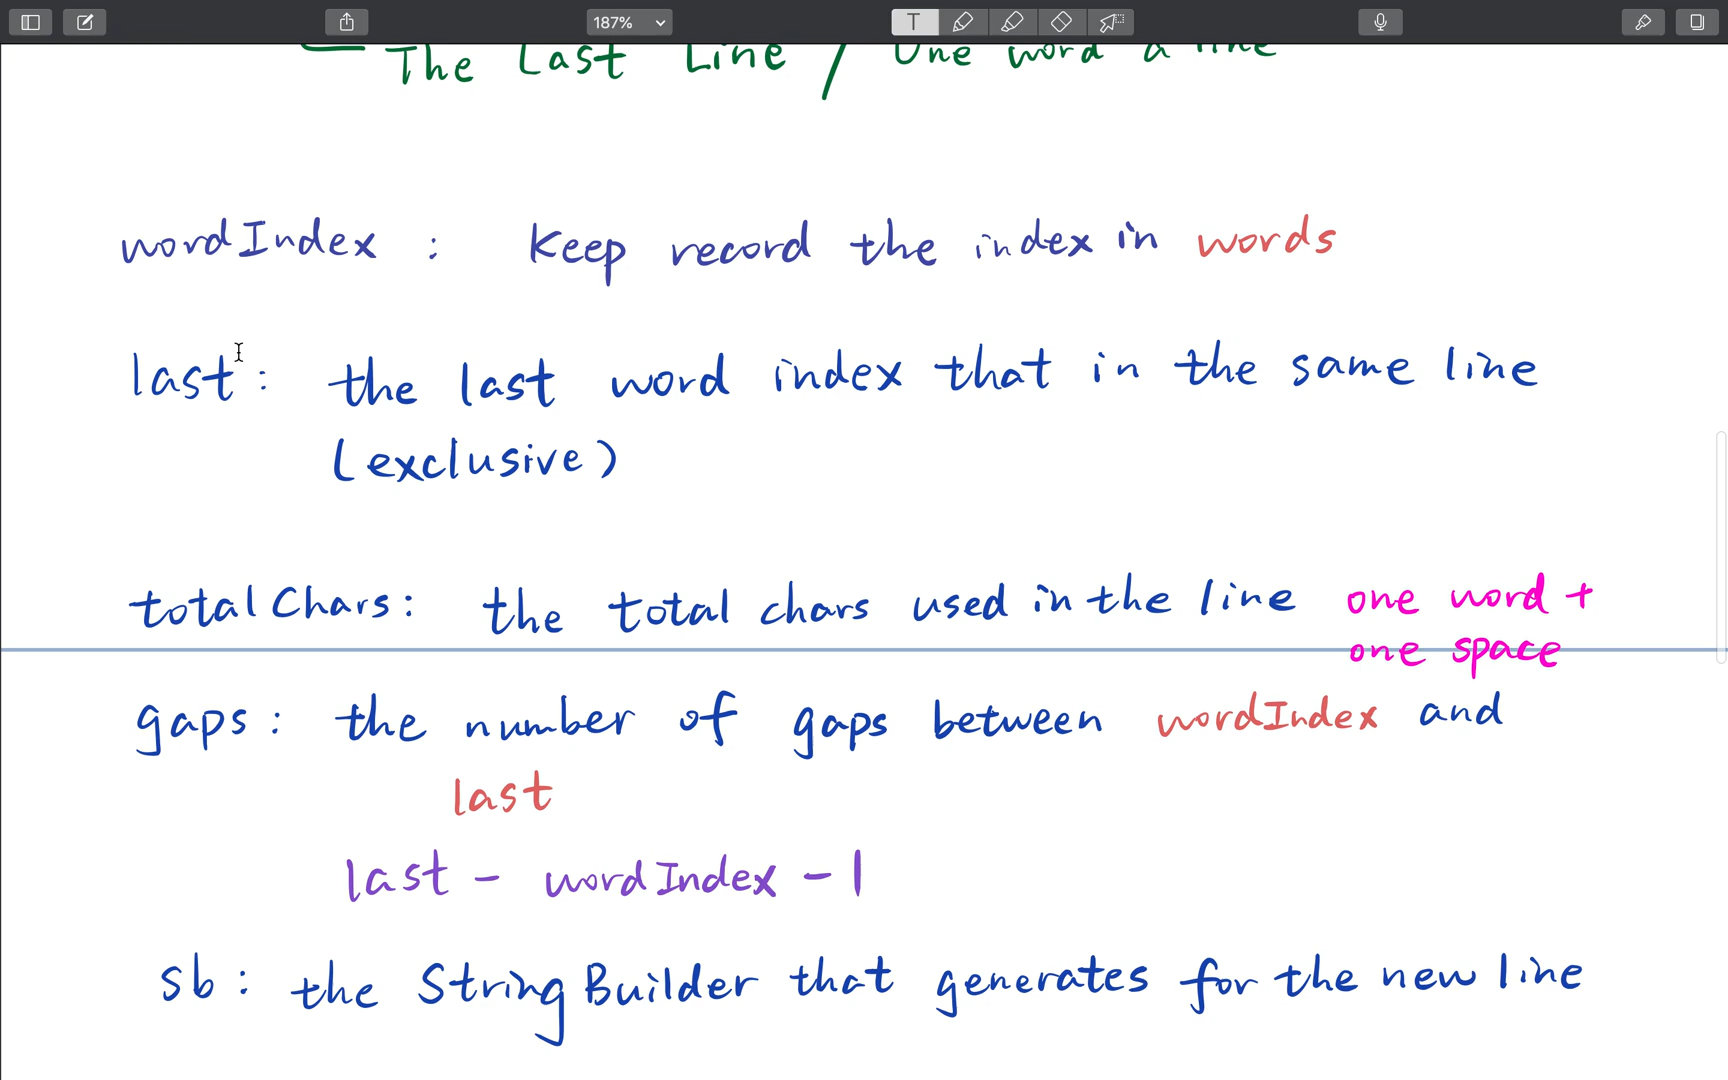 187%
T
The Last Line / One word a line
wordIndex : Keep record the index in words
last : the last word index that in the same line
(exclusive)
totalChars : the total chars used in the line one word +
one space
gaps : the number of gaps between wordIndex and
last
last - wordIndex - 1
sb : the StringBuilder that generates for the new line